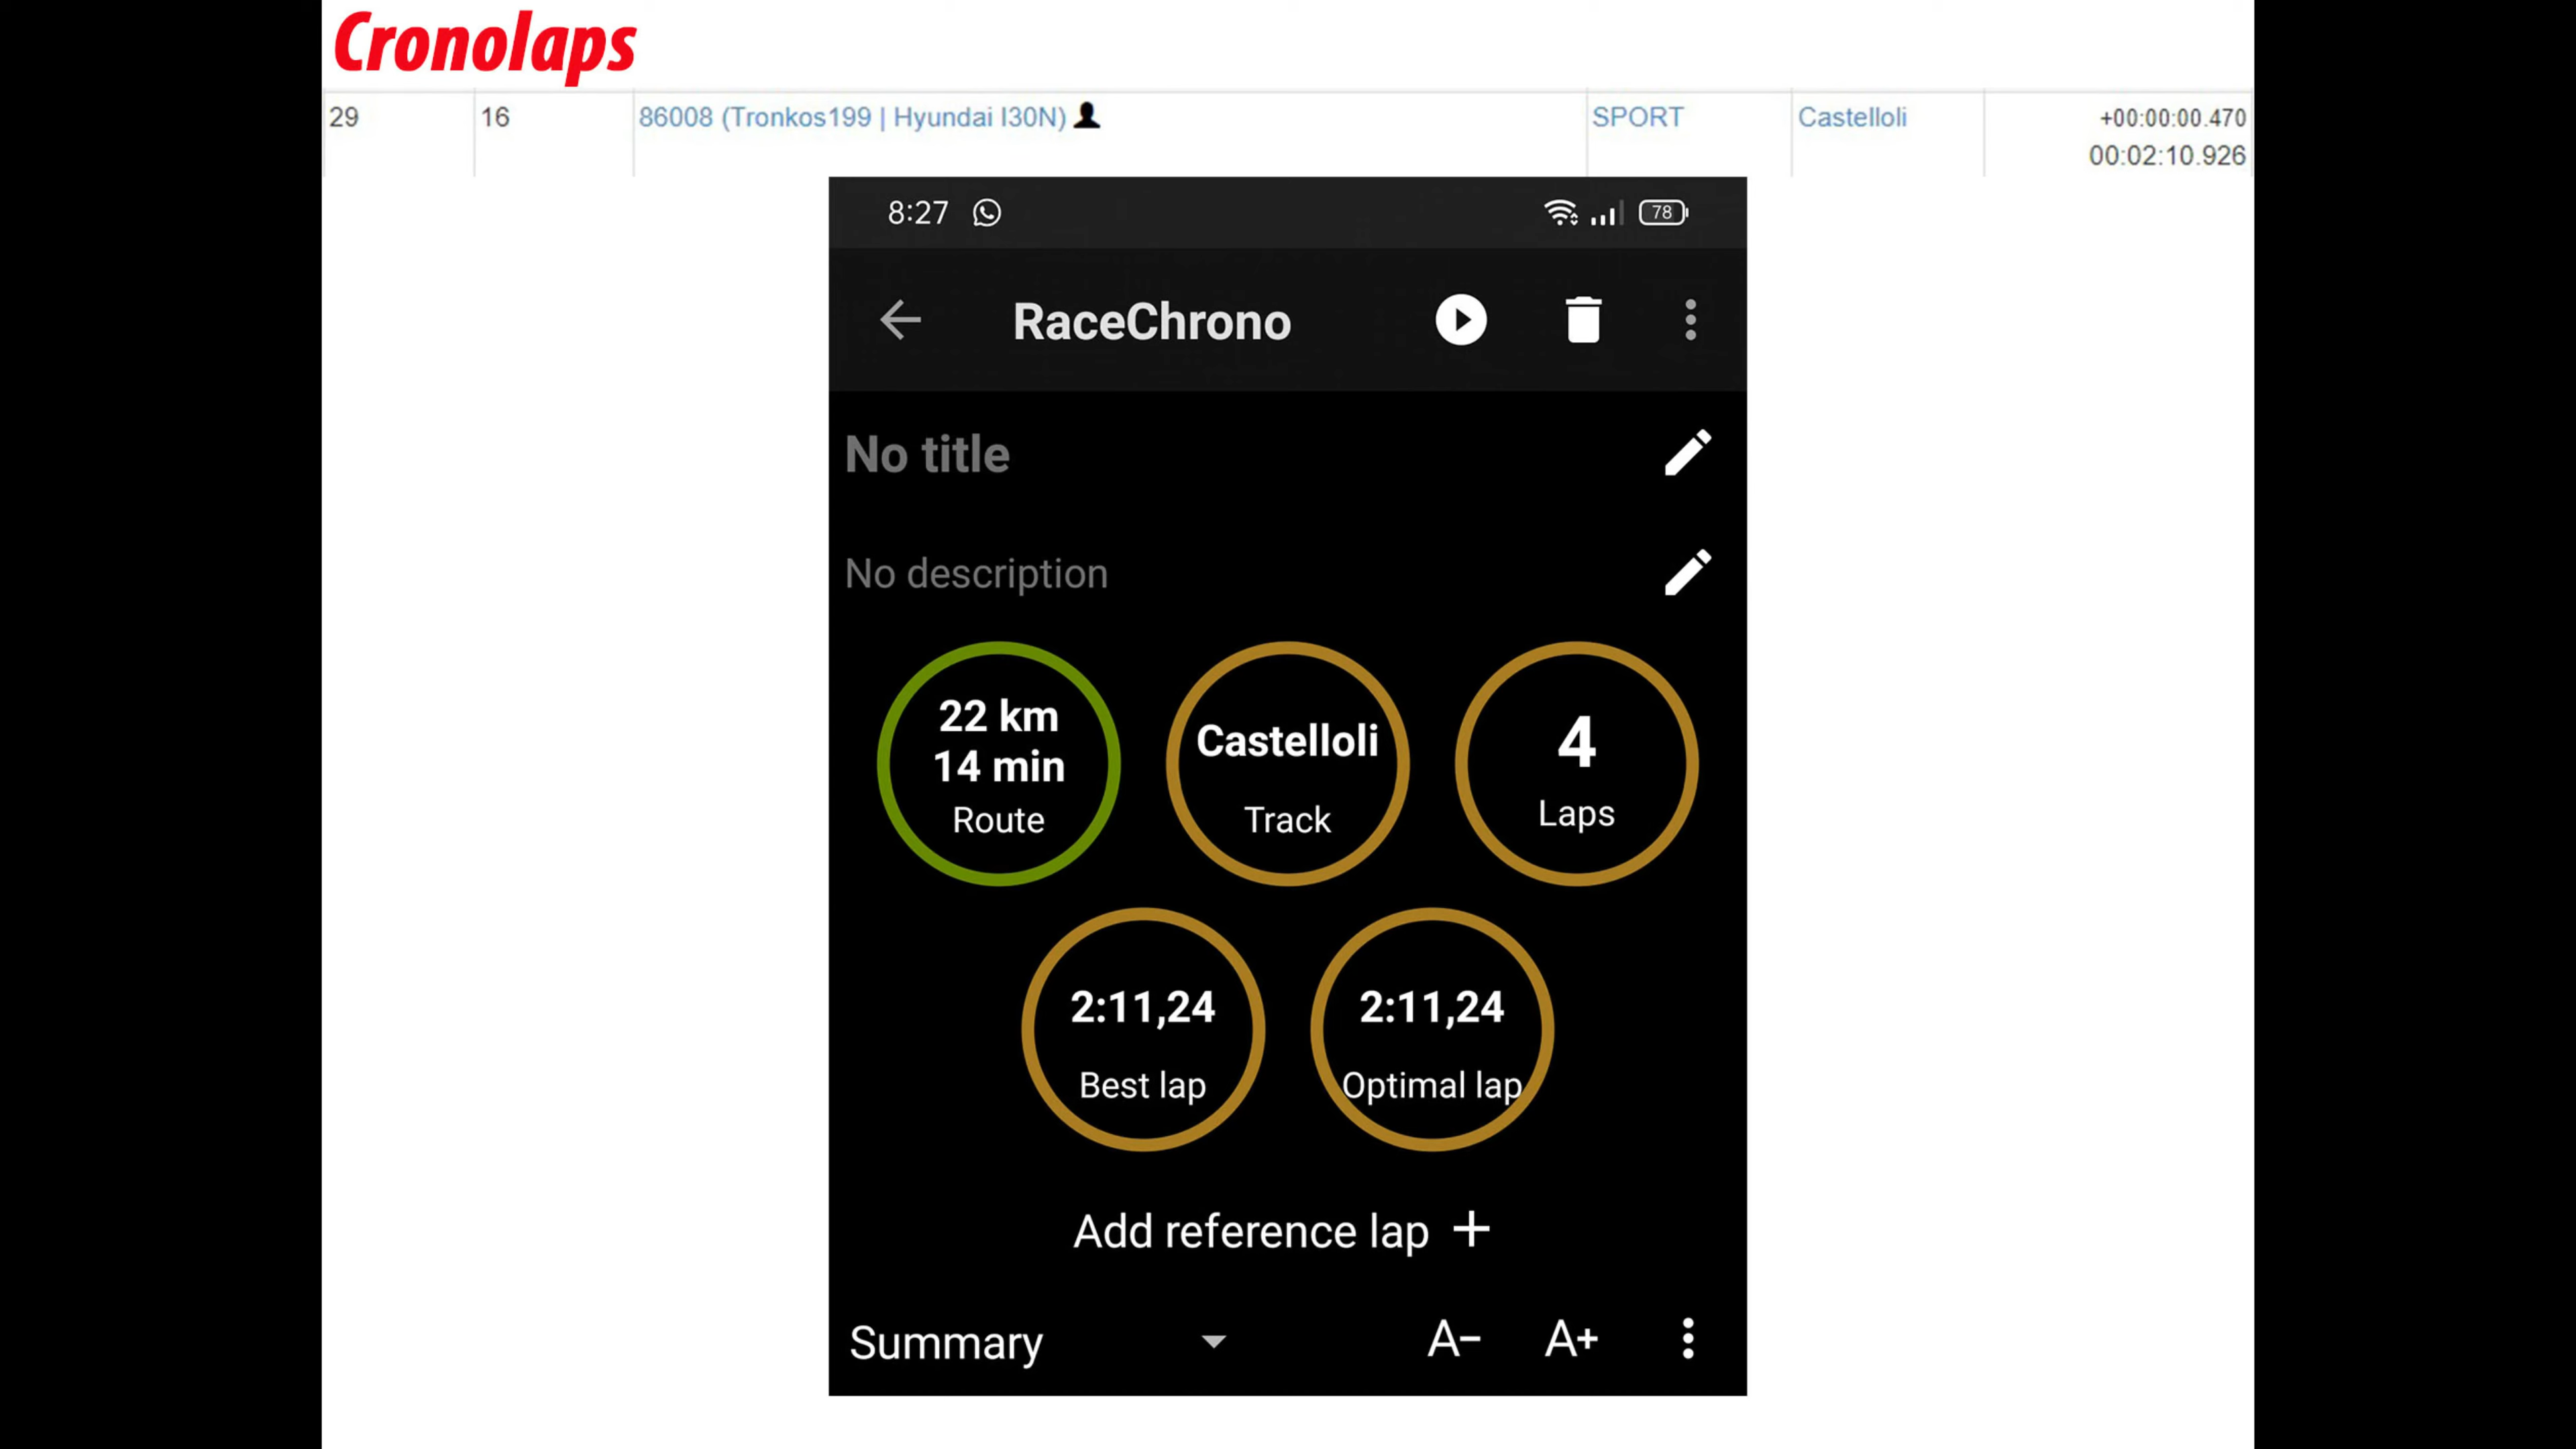 Cronolaps
29 16 86008 (Tronkos199 | Hyundai I30N) SPORT Castelloli +00:00:00.470
00:02:10.926
8:27 78
RaceChrono
No title
No description
22 km
14 min
Route
Castelloli
Track
4
Laps
2:11,24
Best lap
2:11,24
Optimal lap
Add reference lap +
Summary A- A+